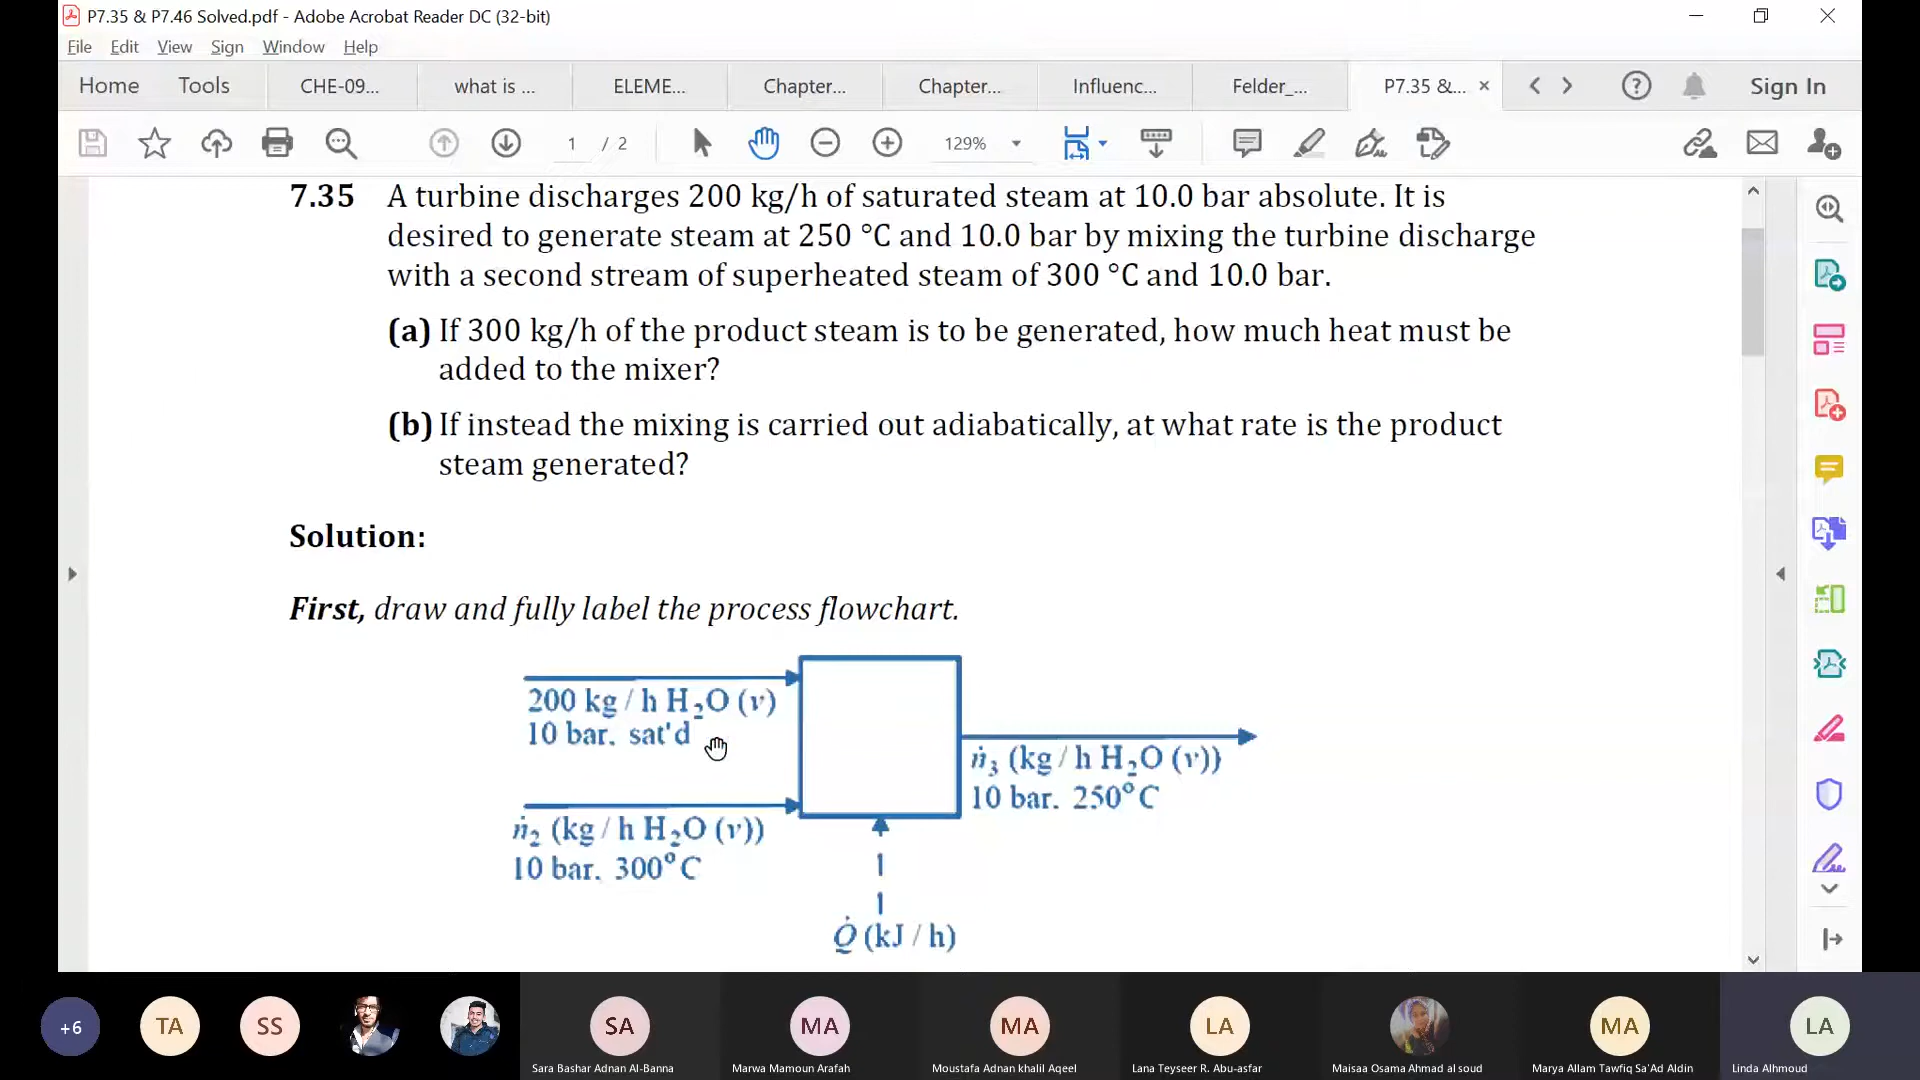 P7.35 & P7.46 Solved.pdf - Adobe Acrobat Reader DC (32-bit)
File Edit View Sign Window Help
Home Tools CHE-09... what is ... ELEME... Chapter... Chapter... Influenc... Felder_... P7.35 &... Sign In
1 / 2 129%
7.35 A turbine discharges 200 kg/h of saturated steam at 10.0 bar absolute. It is
desired to generate steam at 250 °C and 10.0 bar by mixing the turbine discharge
with a second stream of superheated steam of 300 °C and 10.0 bar.
(a) If 300 kg/h of the product steam is to be generated, how much heat must be
added to the mixer?
(b) If instead the mixing is carried out adiabatically, at what rate is the product
steam generated?
Solution:
First, draw and fully label the process flowchart.
200 kg / h H₂O (v)
10 bar. sat'd
ṅ₃ (kg / h H₂O (v))
10 bar. 250°C
ṅ₂ (kg / h H₂O (v))
10 bar. 300°C
Q̇ (kJ / h)
+6 TA SS SA MA MA LA MA LA
Sara Bashar Adnan Al-Banna Marwa Mamoun Arafah Moustafa Adnan khalil Aqeel Lana Teyseer R. Abu-asfar Maisaa Osama Ahmad al soud Marya Allam Tawfiq Sa'Ad Aldin Linda Alhmoud